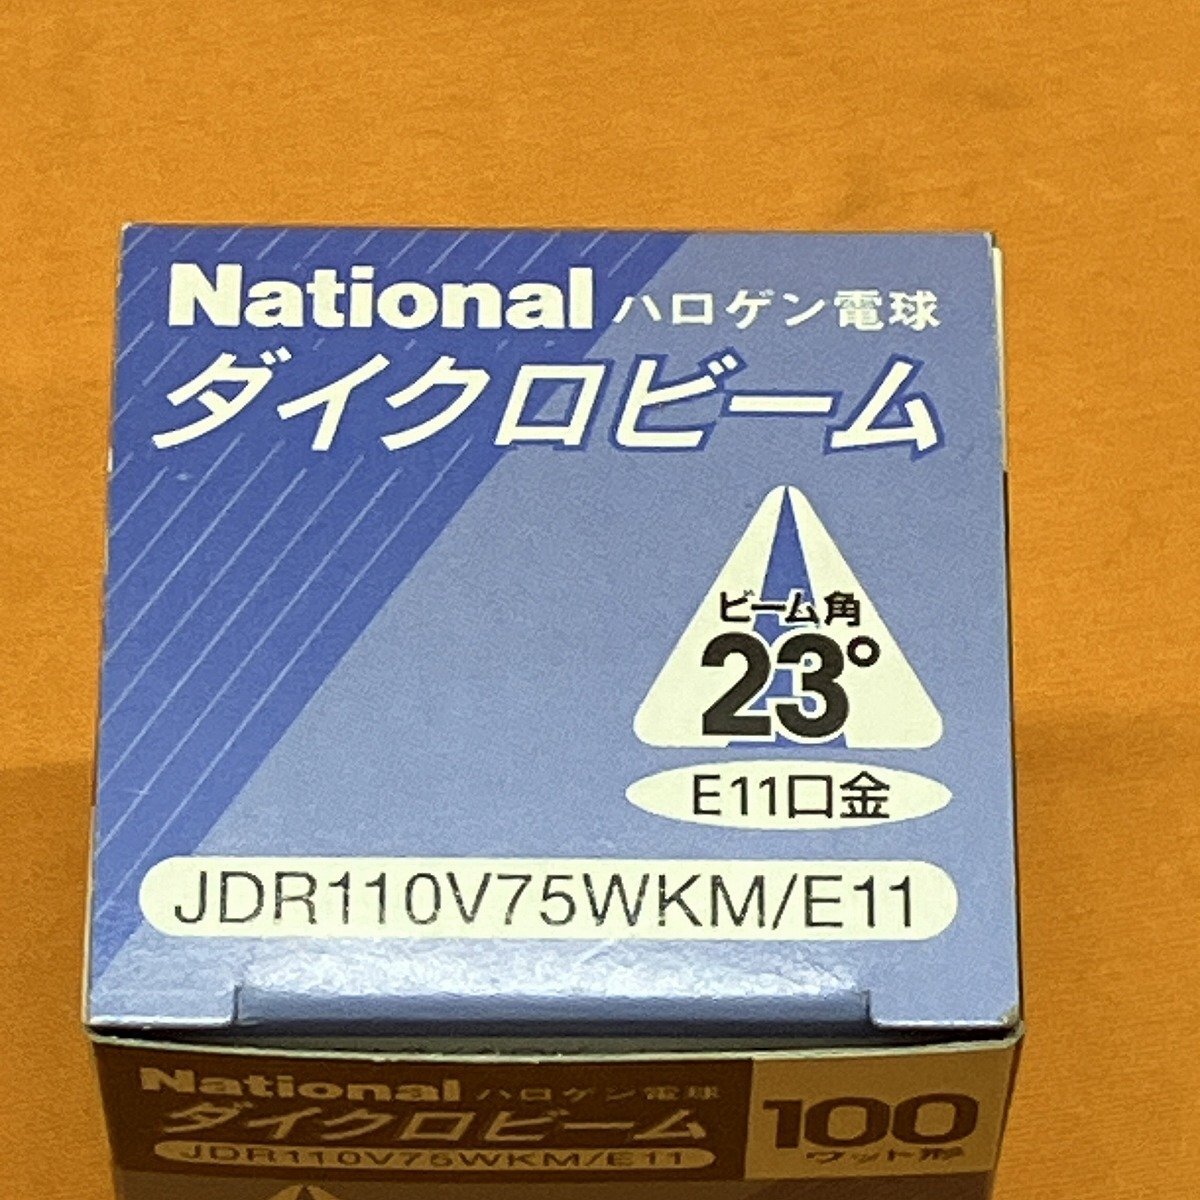 National ハロゲン電球
ダイクロビーム
ビーム角
23°
E11口金
JDR110V75WKM/E11
National ハロゲン電球
ダイクロビーム
JDR110V75WKM/E11
100
ワット形